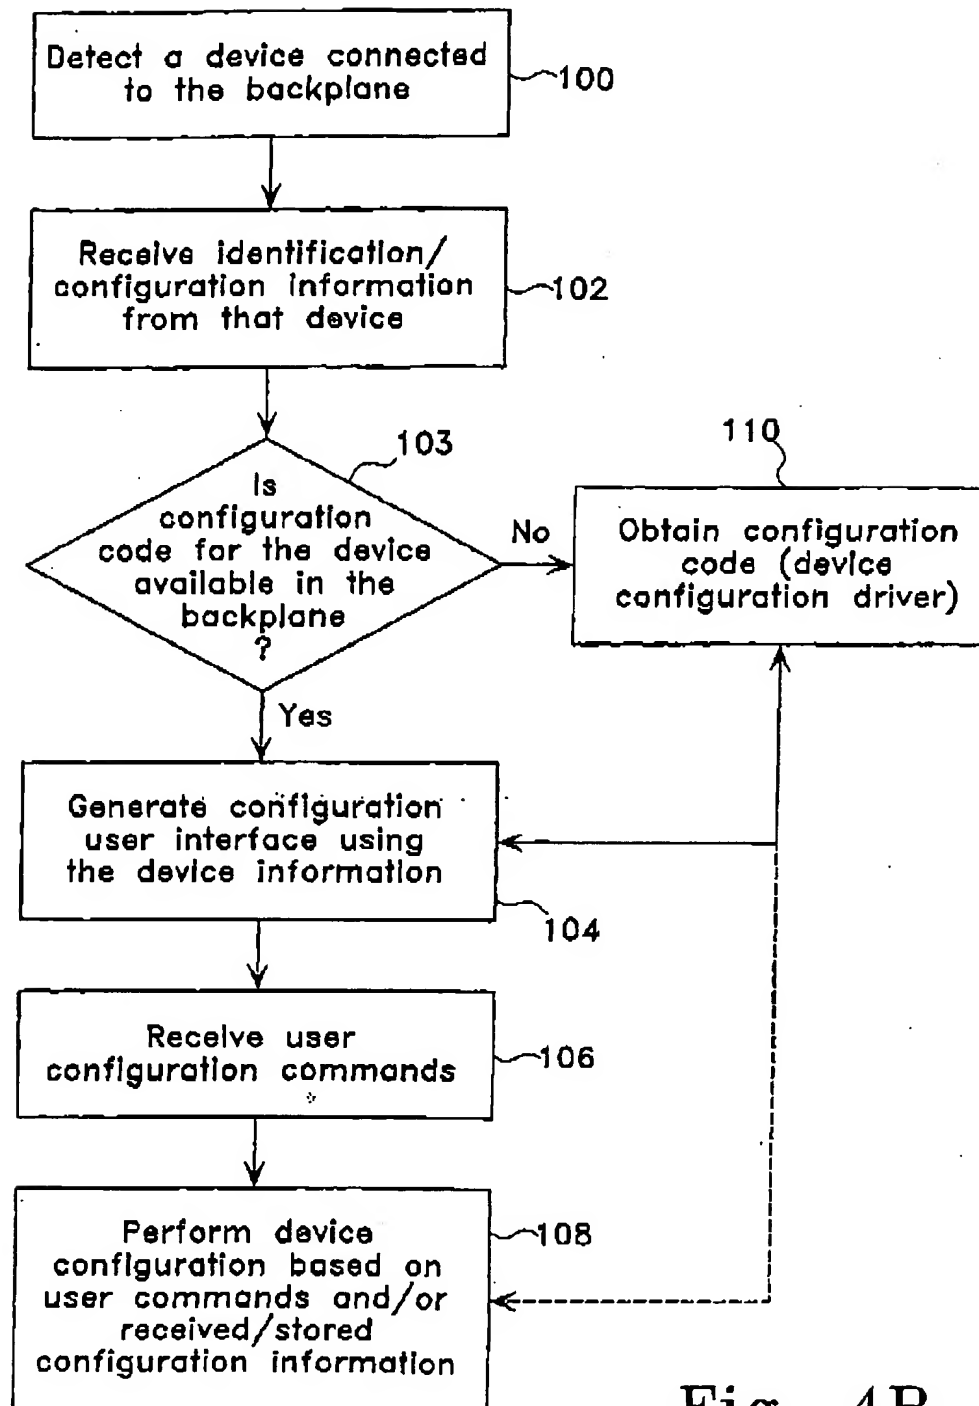 Detect a device connected
to the backplane
100
Receive identification/
configuration information
from that device
102
103
Is
configuration
code for the device
available in the
backplane
?
No
110
Obtain configuration
code (device
configuration driver)
Yes
Generate configuration
user interface using
the device information
104
Receive user
configuration commands
106
Perform device
configuration based on
user commands and/or
received/stored
configuration information
108
Fig. 4B